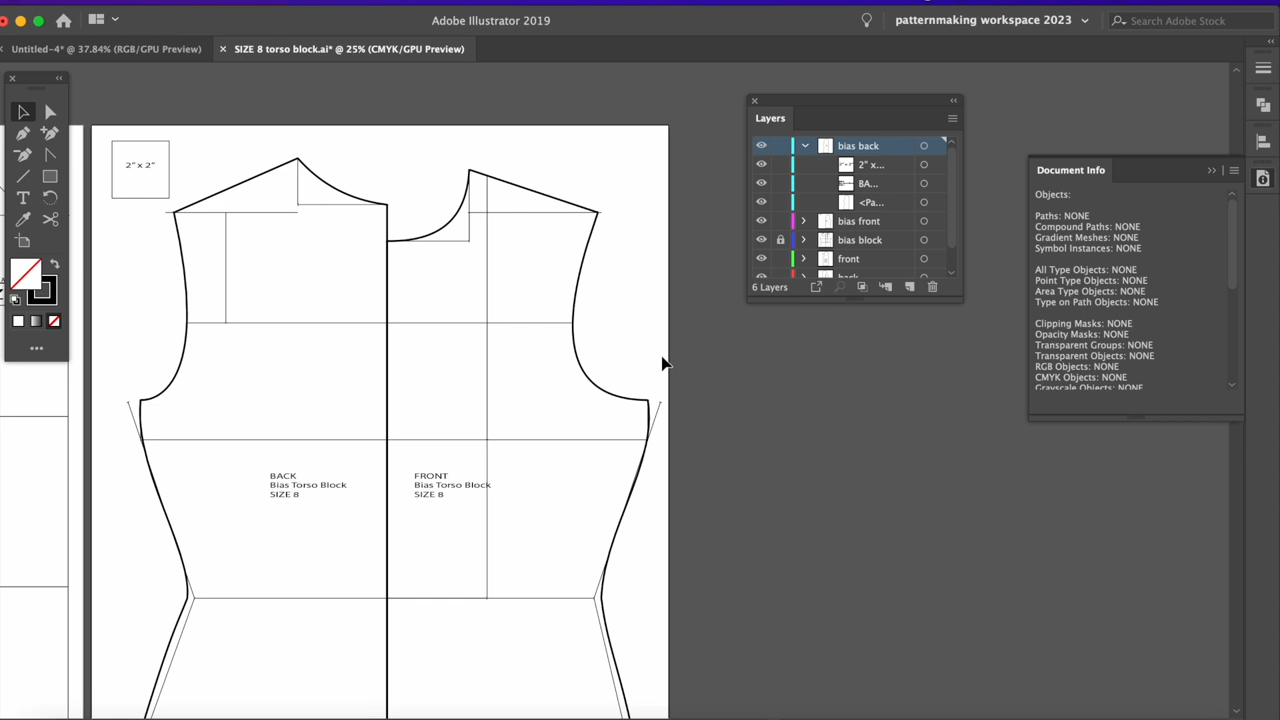 Adobe Illustrator 2019
patternmaking workspace 2023
Search Adobe Stock
Untitled-4* @ 37.84% (RGB/GPU Preview)
SIZE 8 torso block.ai* @ 25% (CMYK/GPU Preview)
2" x 2"
BACK
Bias Torso Block
SIZE 8
FRONT
Bias Torso Block
SIZE 8
Layers
bias back
2" x...
BA...
<Pa...
bias front
bias block
front
back
6 Layers
Document Info
Objects:
Paths: NONE
Compound Paths: NONE
Gradient Meshes: NONE
Symbol Instances: NONE
All Type Objects: NONE
Point Type Objects: NONE
Area Type Objects: NONE
Type on Path Objects: NONE
Clipping Masks: NONE
Opacity Masks: NONE
Transparent Groups: NONE
Transparent Objects: NONE
RGB Objects: NONE
CMYK Objects: NONE
Grayscale Objects: NONE